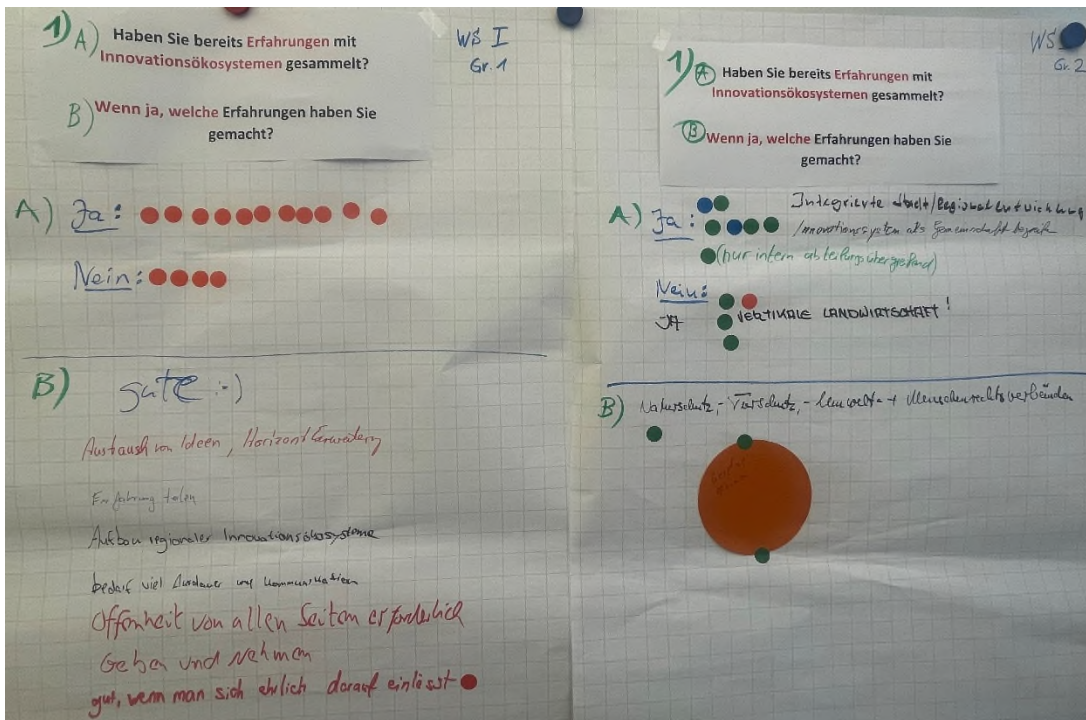 1) A) Haben Sie bereits Erfahrungen mit
Innovationsökosystemen gesammelt?
B) Wenn ja, welche Erfahrungen haben Sie
gemacht?
WS I
Gr. 1
A) Ja:
Nein:
B) gute :-)
Austausch von Ideen, Horizont erweitern
Erfahrung teilen
Aufbau regionaler Innovationsökosysteme
bedarf viel Ausdauer und Kommunikation
Offenheit von allen Seiten erforderlich
Geben und Nehmen
gut, wenn man sich ehrlich darauf einlässt
1) A) Haben Sie bereits Erfahrungen mit
Innovationsökosystemen gesammelt?
B) Wenn ja, welche Erfahrungen haben Sie
gemacht?
WS
Gr. 2
A) Ja:
Integrierte Stadt/Regionalentwicklung
Innovationssystem als Gemeinschaft
(nur intern abteilungsübergreifend)
Nein:
JA VERTIKALE LANDWIRTSCHAFT!
B) Naturschutz,- Tierschutz,- Umwelt- + Menschenrechtsverbänden